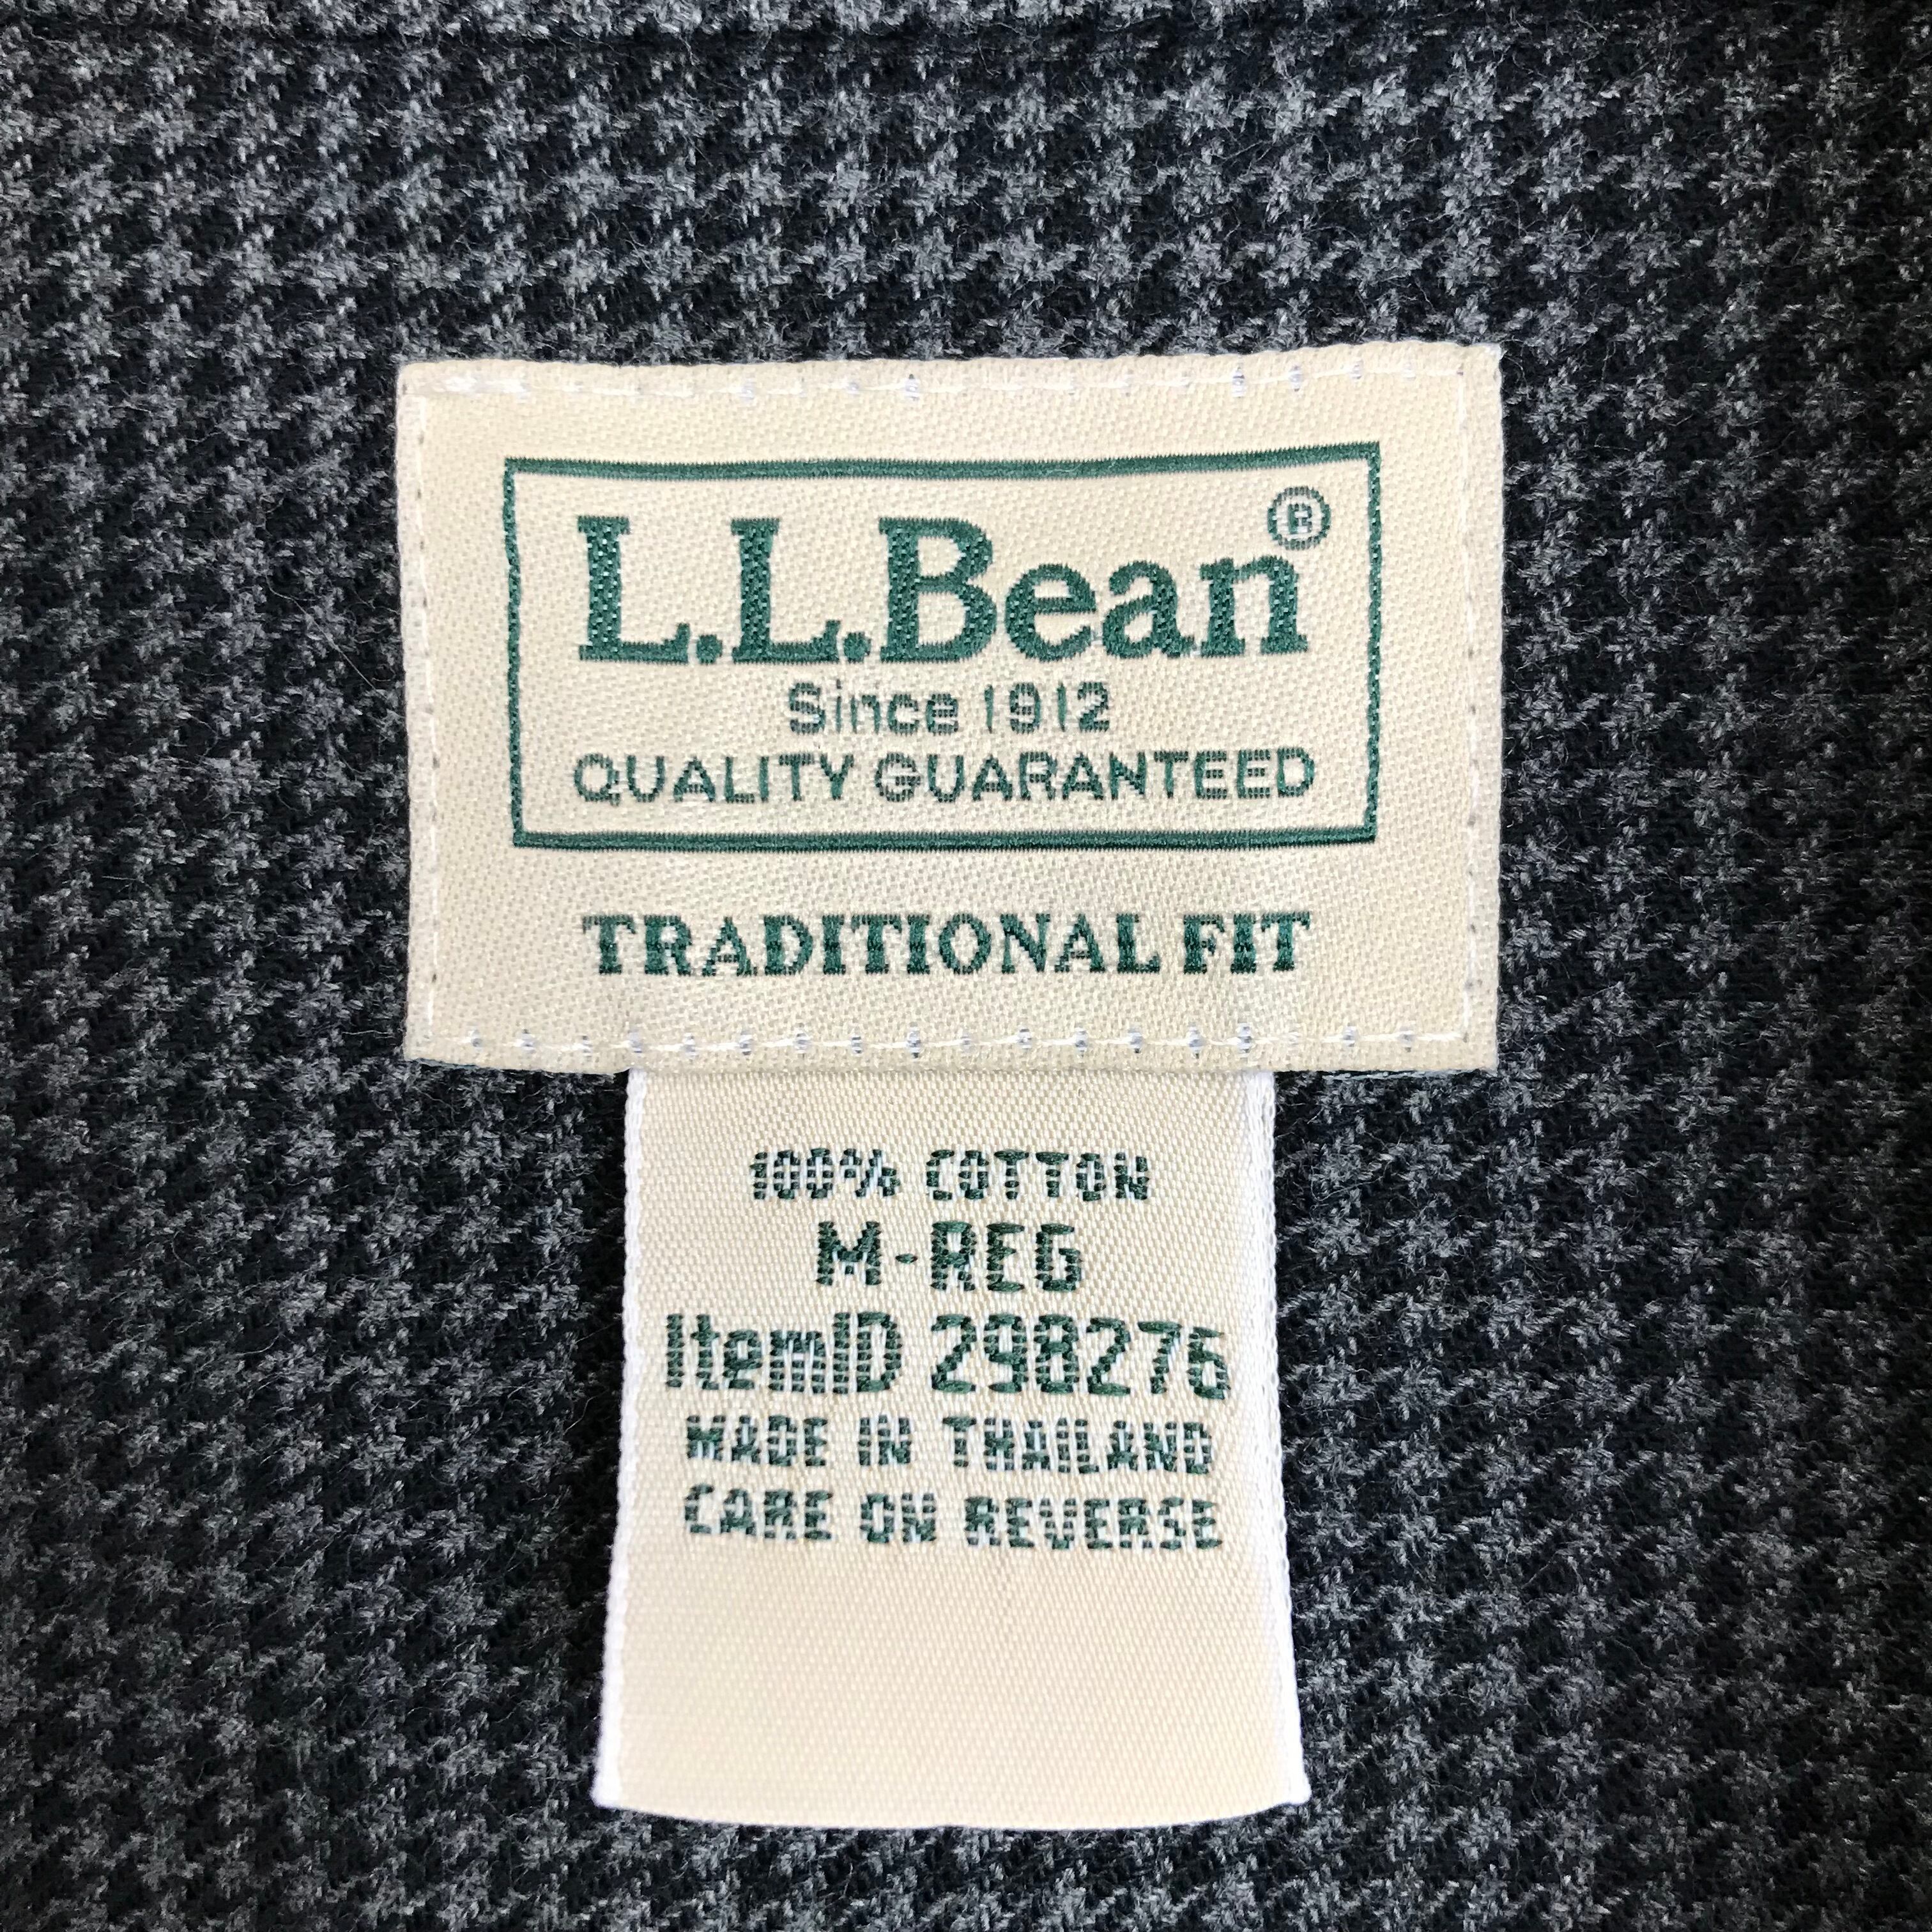 L.L.Bean®
Since 1912
QUALITY GUARANTEED
TRADITIONAL FIT
100% COTTON
M-REG
ItemID 298276
MADE IN THAILAND
CARE ON REVERSE